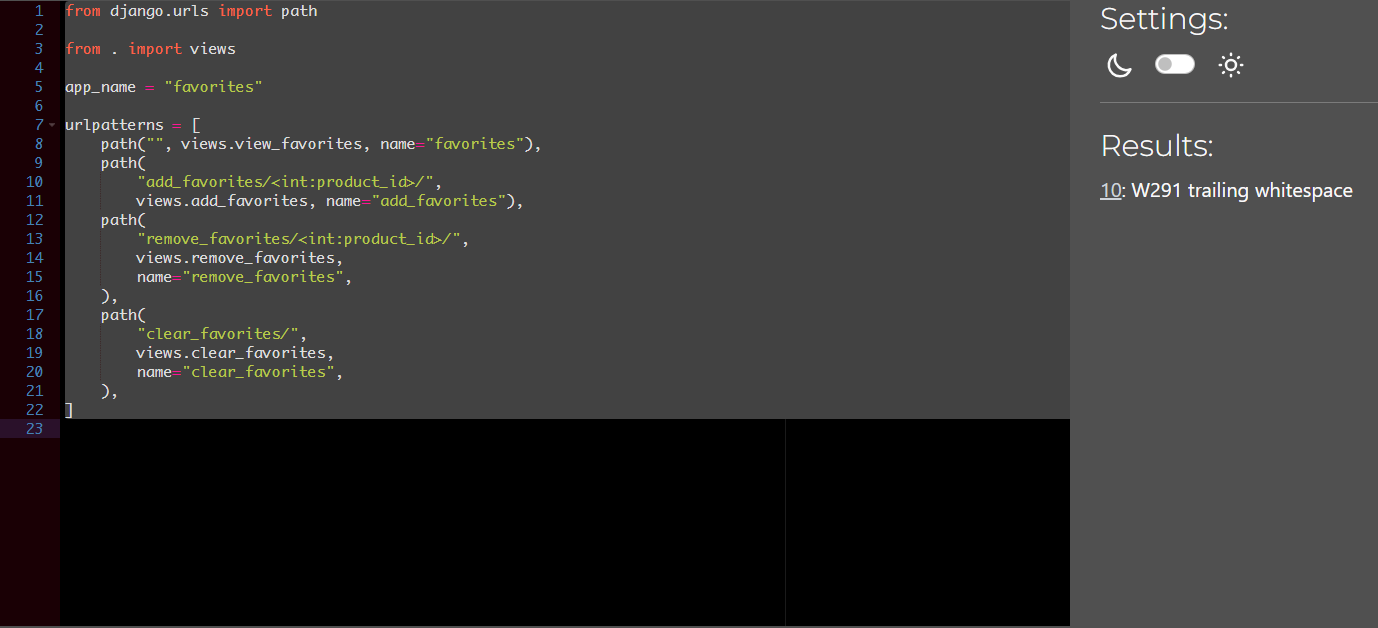 1 from django.urls import path
2
3 from . import views
4
5 app_name = "favorites"
6
7 urlpatterns = [
8     path("", views.view_favorites, name="favorites"),
9     path(
10         "add_favorites/<int:product_id>/",
11         views.add_favorites, name="add_favorites"),
12     path(
13         "remove_favorites/<int:product_id>/",
14         views.remove_favorites,
15         name="remove_favorites",
16     ),
17     path(
18         "clear_favorites/",
19         views.clear_favorites,
20         name="clear_favorites",
21     ),
22 ]
23
Settings:
Results:
10: W291 trailing whitespace